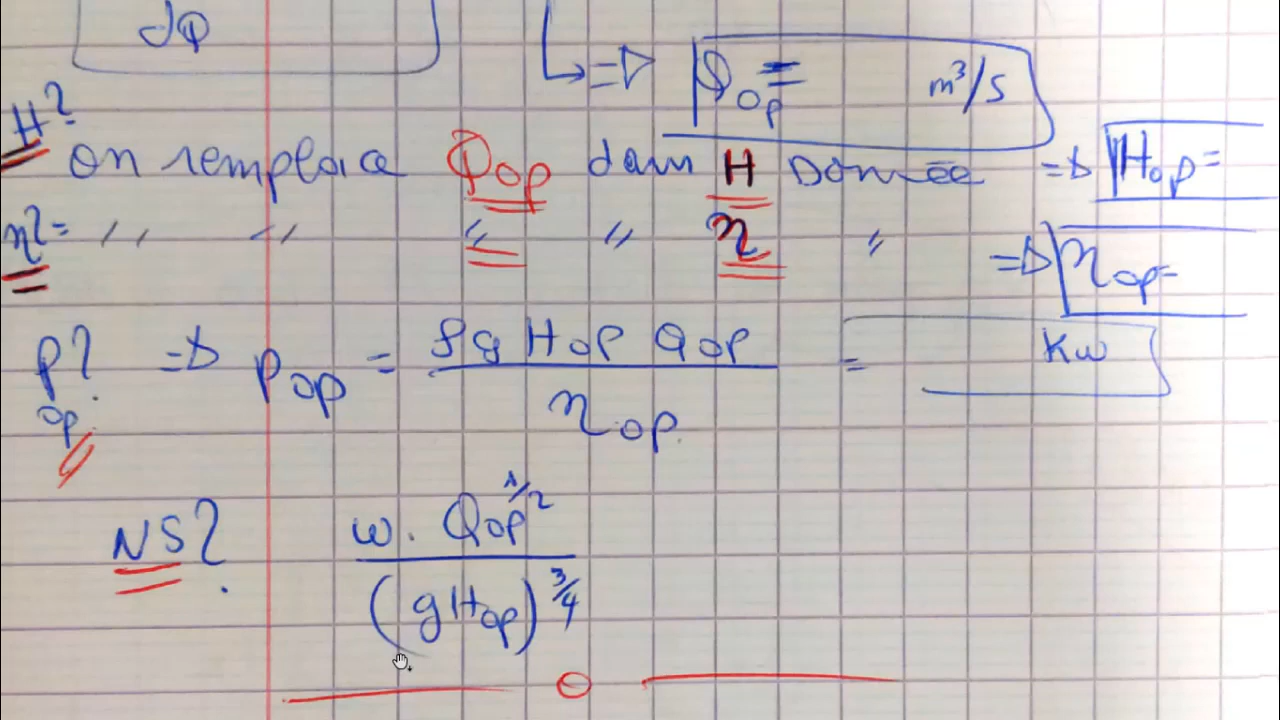 dQ
=> Qop = m³/s
H?
on remplace Qop dans H Donnée => Hop=
η?= ,, ,, ,, ,, η ,, => ηop=
P? op => Pop = ρg Hop Qop / ηop = Kw
NS? w. Qop^1/2 / (gHop)^3/4